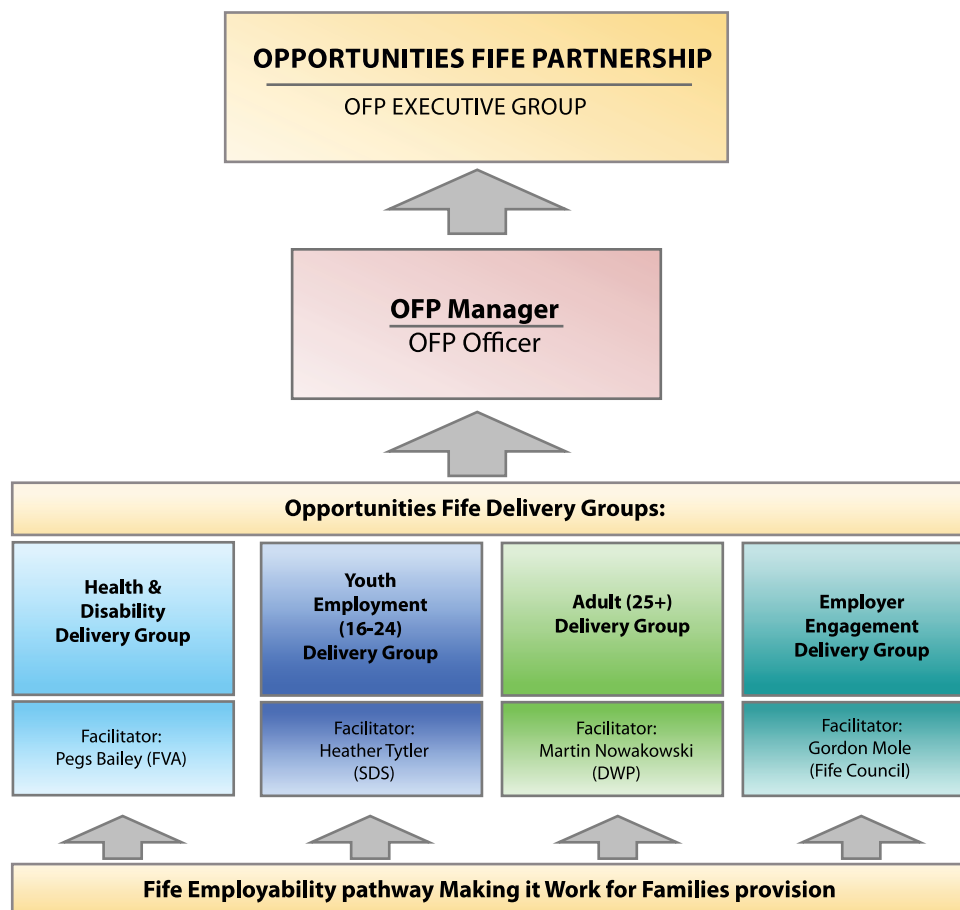 OPPORTUNITIES FIFE PARTNERSHIP
OFP EXECUTIVE GROUP
OFP Manager
OFP Officer
Opportunities Fife Delivery Groups:
Health &
Disability
Delivery Group
Youth
Employment
(16-24)
Delivery Group
Adult (25+)
Delivery Group
Employer
Engagement
Delivery Group
Facilitator:
Pegs Bailey (FVA)
Facilitator:
Heather Tytler
(SDS)
Facilitator:
Martin Nowakowski
(DWP)
Facilitator:
Gordon Mole
(Fife Council)
Fife Employability pathway Making it Work for Families provision